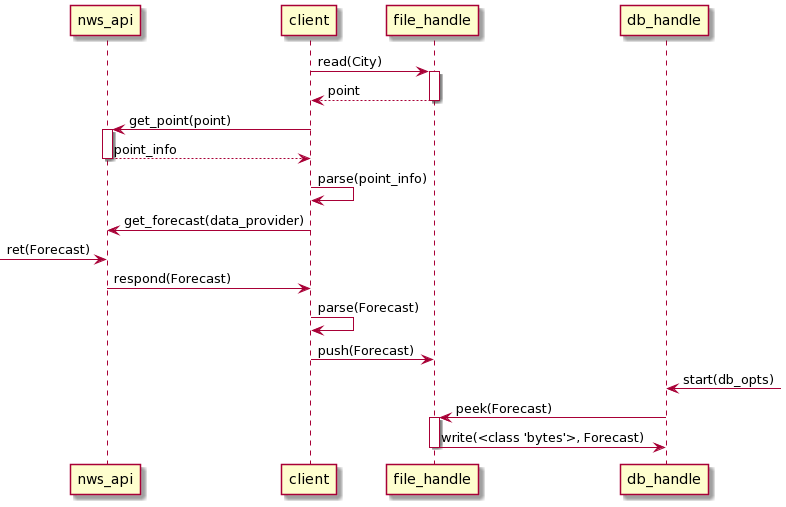 nws_api client file_handle db_handle
read(City)
point
get_point(point)
point_info
parse(point_info)
get_forecast(data_provider)
ret(Forecast)
respond(Forecast)
parse(Forecast)
push(Forecast)
start(db_opts)
peek(Forecast)
write(<class 'bytes'>, Forecast)
nws_api client file_handle db_handle